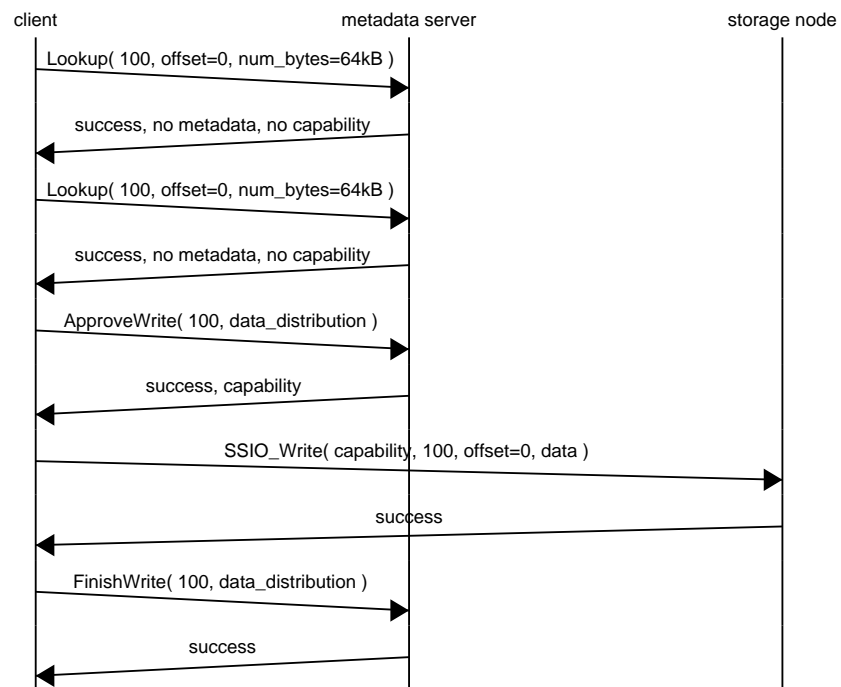 client metadata server storage node
Lookup( 100, offset=0, num_bytes=64kB )
success, no metadata, no capability
Lookup( 100, offset=0, num_bytes=64kB )
success, no metadata, no capability
ApproveWrite( 100, data_distribution )
success, capability
SSIO_Write( capability, 100, offset=0, data )
success
FinishWrite( 100, data_distribution )
success